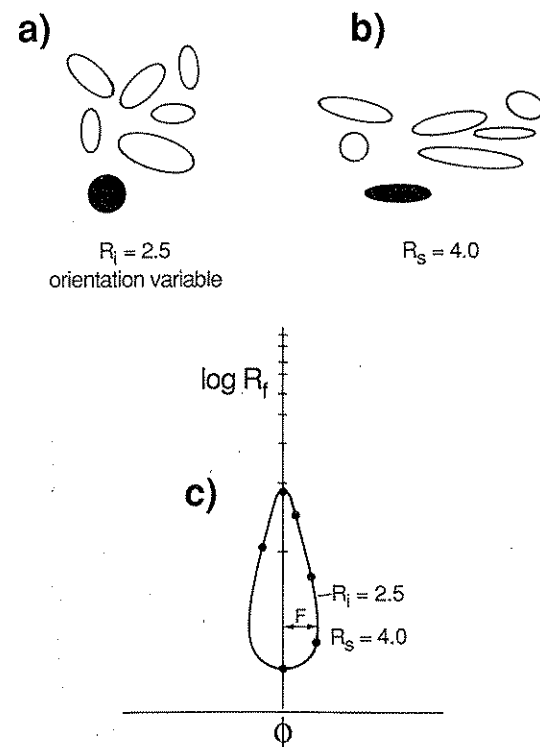 a)
b)
R_i = 2.5
orientation variable
R_s = 4.0
log R_f
c)
R_i = 2.5
F
R_s = 4.0
Φ